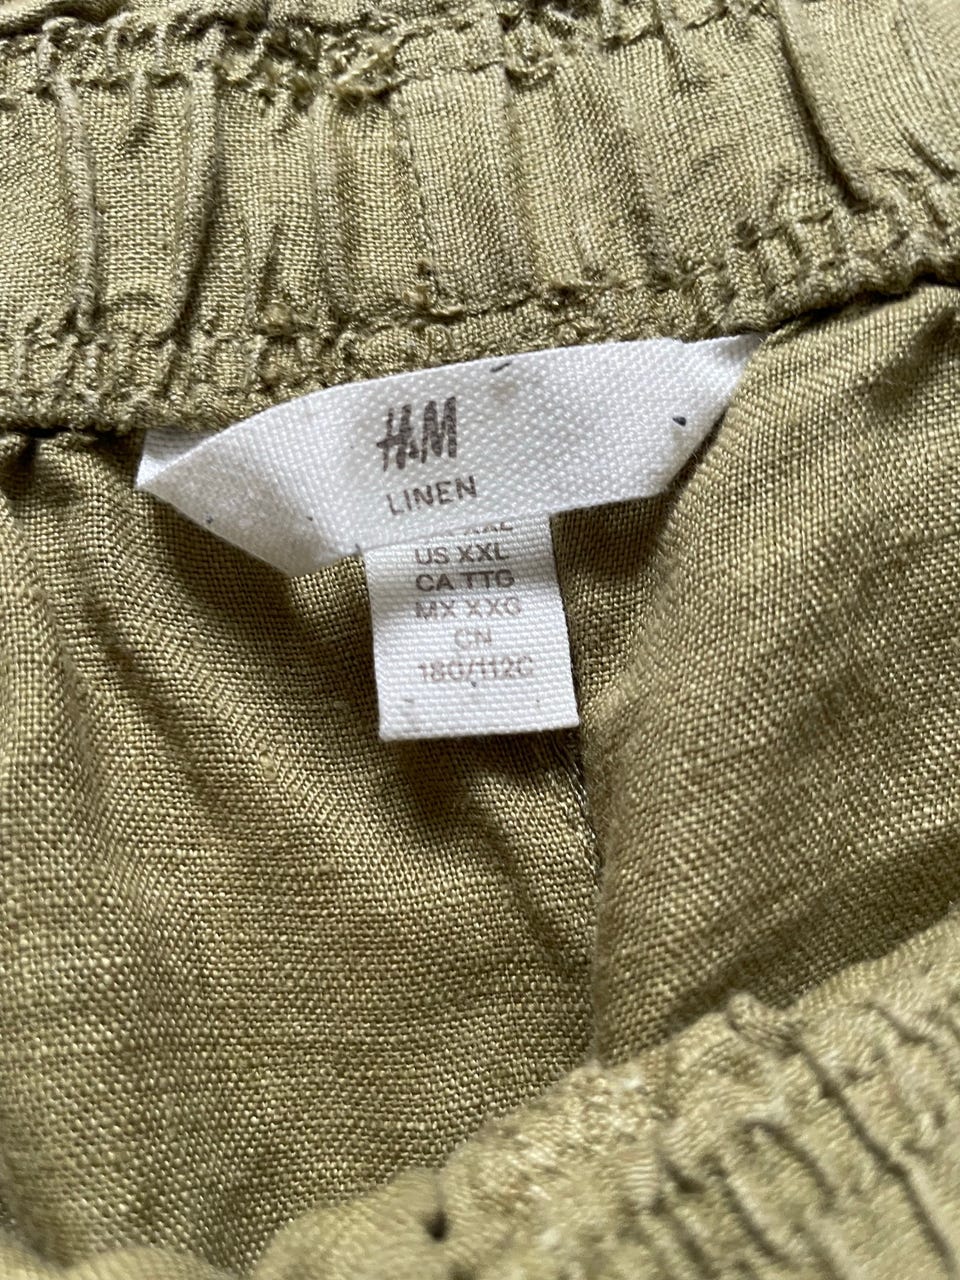 H&M
LINEN
US XXL
CA TTG
MX XXG
CN
180/112C